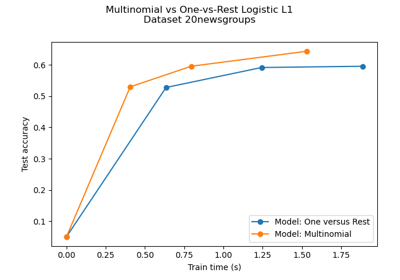 Multinomial vs One-vs-Rest Logistic L1
Dataset 20newsgroups
Test accuracy
0.6
0.5
0.4
0.3
0.2
0.1
Model: One versus Rest
Model: Multinomial
0.00 0.25 0.50 0.75 1.00 1.25 1.50 1.75
Train time (s)